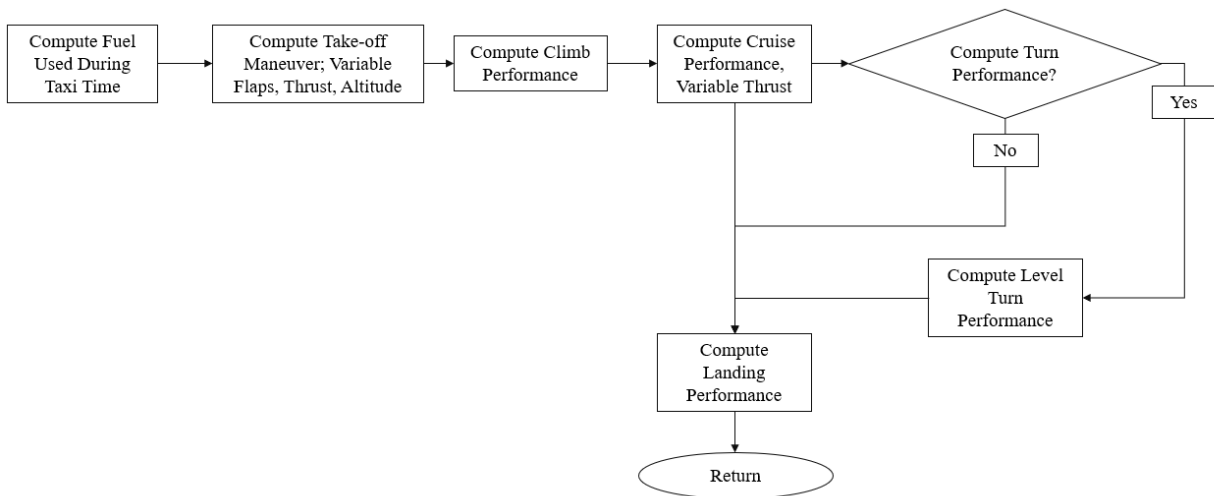 Compute Fuel
Used During
Taxi Time
Compute Take-off
Maneuver; Variable
Flaps, Thrust, Altitude
Compute Climb
Performance
Compute Cruise
Performance,
Variable Thrust
Compute Turn
Performance?
Yes
No
Compute Level
Turn
Performance
Compute
Landing
Performance
Return